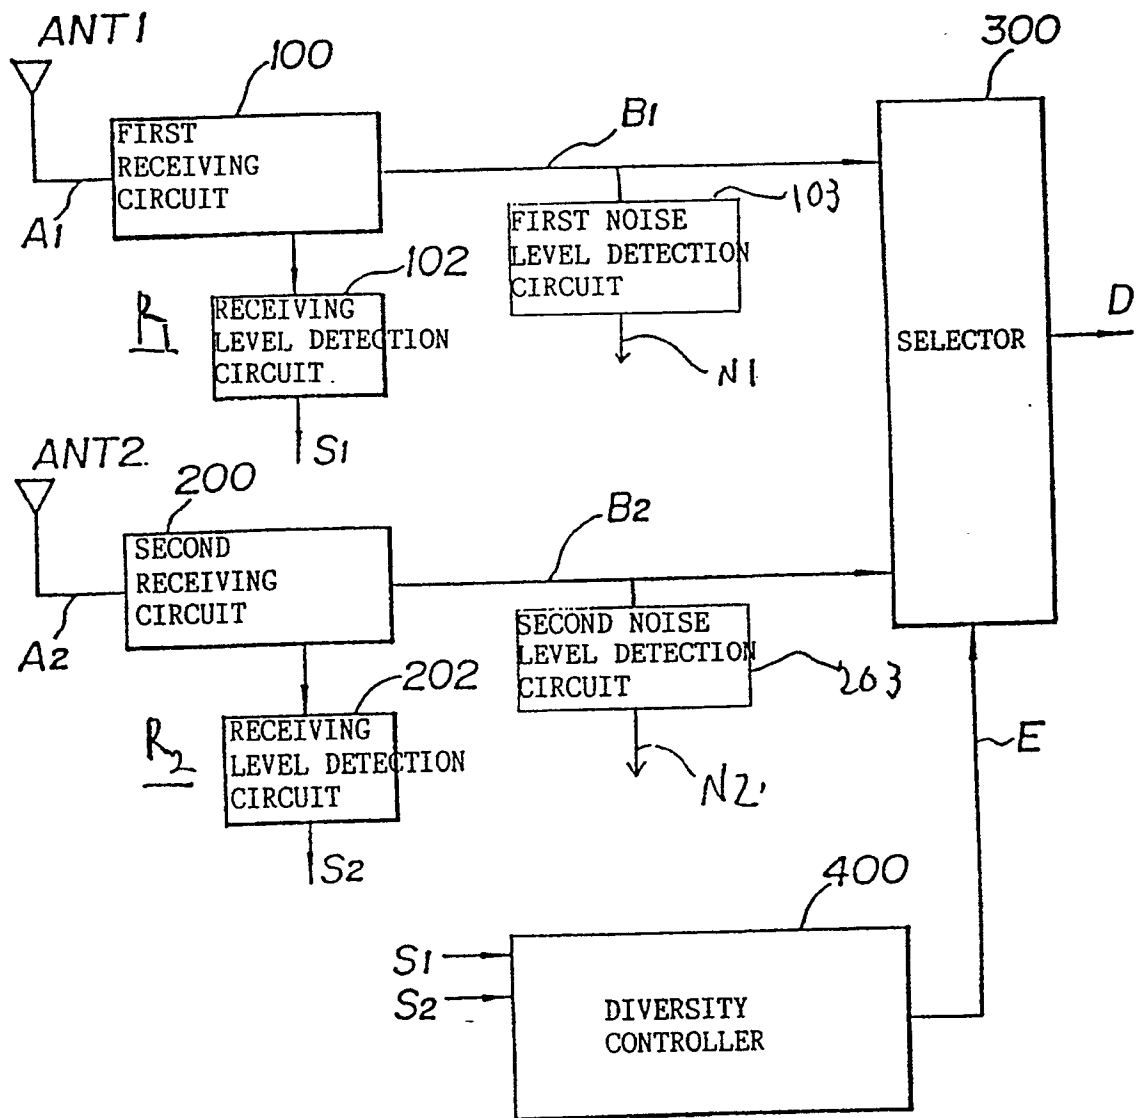 ANT1
100
300
FIRST
RECEIVING
CIRCUIT
B1
A1
103
FIRST NOISE
LEVEL DETECTION
CIRCUIT
102
R1
RECEIVING
LEVEL DETECTION
CIRCUIT.
N1
SELECTOR
D
S1
ANT2.
200
SECOND
RECEIVING
CIRCUIT
B2
A2
SECOND NOISE
LEVEL DETECTION
CIRCUIT
203
202
R2
RECEIVING
LEVEL DETECTION
CIRCUIT
N2
E
S2
400
S1
S2
DIVERSITY
CONTROLLER